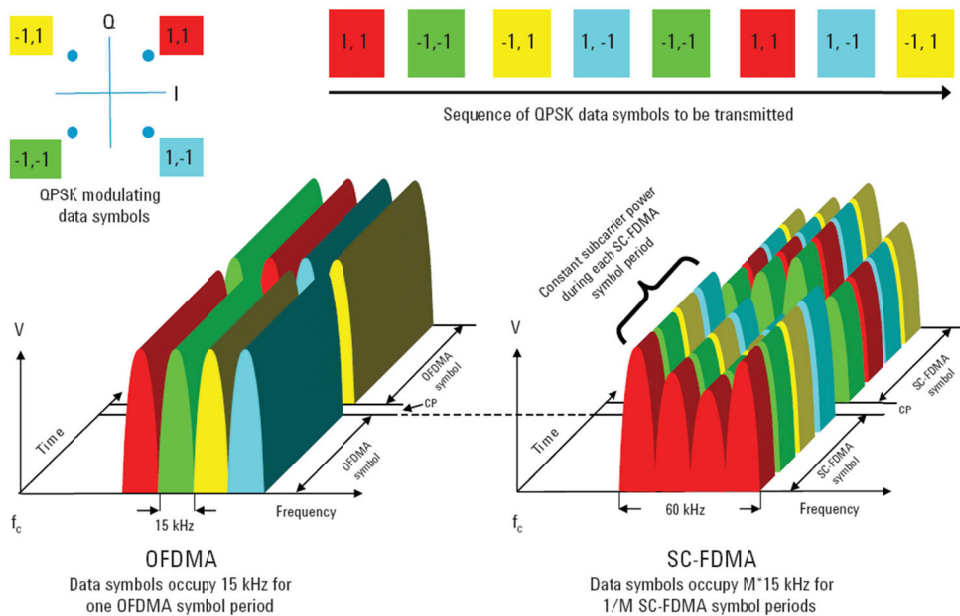 -1,1
Q
1,1
I
-1,-1
1,-1
QPSK modulating
data symbols
1, 1
-1,-1
-1, 1
1, -1
-1,-1
1, 1
1, -1
-1, 1
Sequence of QPSK data symbols to be transmitted
V
Time
OFDMA
symbol
CP
OFDMA
symbol
15 kHz
Frequency
fc
OFDMA
Data symbols occupy 15 kHz for
one OFDMA symbol period
Constant subcarrier power
during each SC-FDMA
symbol period
V
Time
SC-FDMA
symbol
CP
SC-FDMA
symbol
60 kHz
Frequency
fc
SC-FDMA
Data symbols occupy M*15 kHz for
1/M SC-FDMA symbol periods